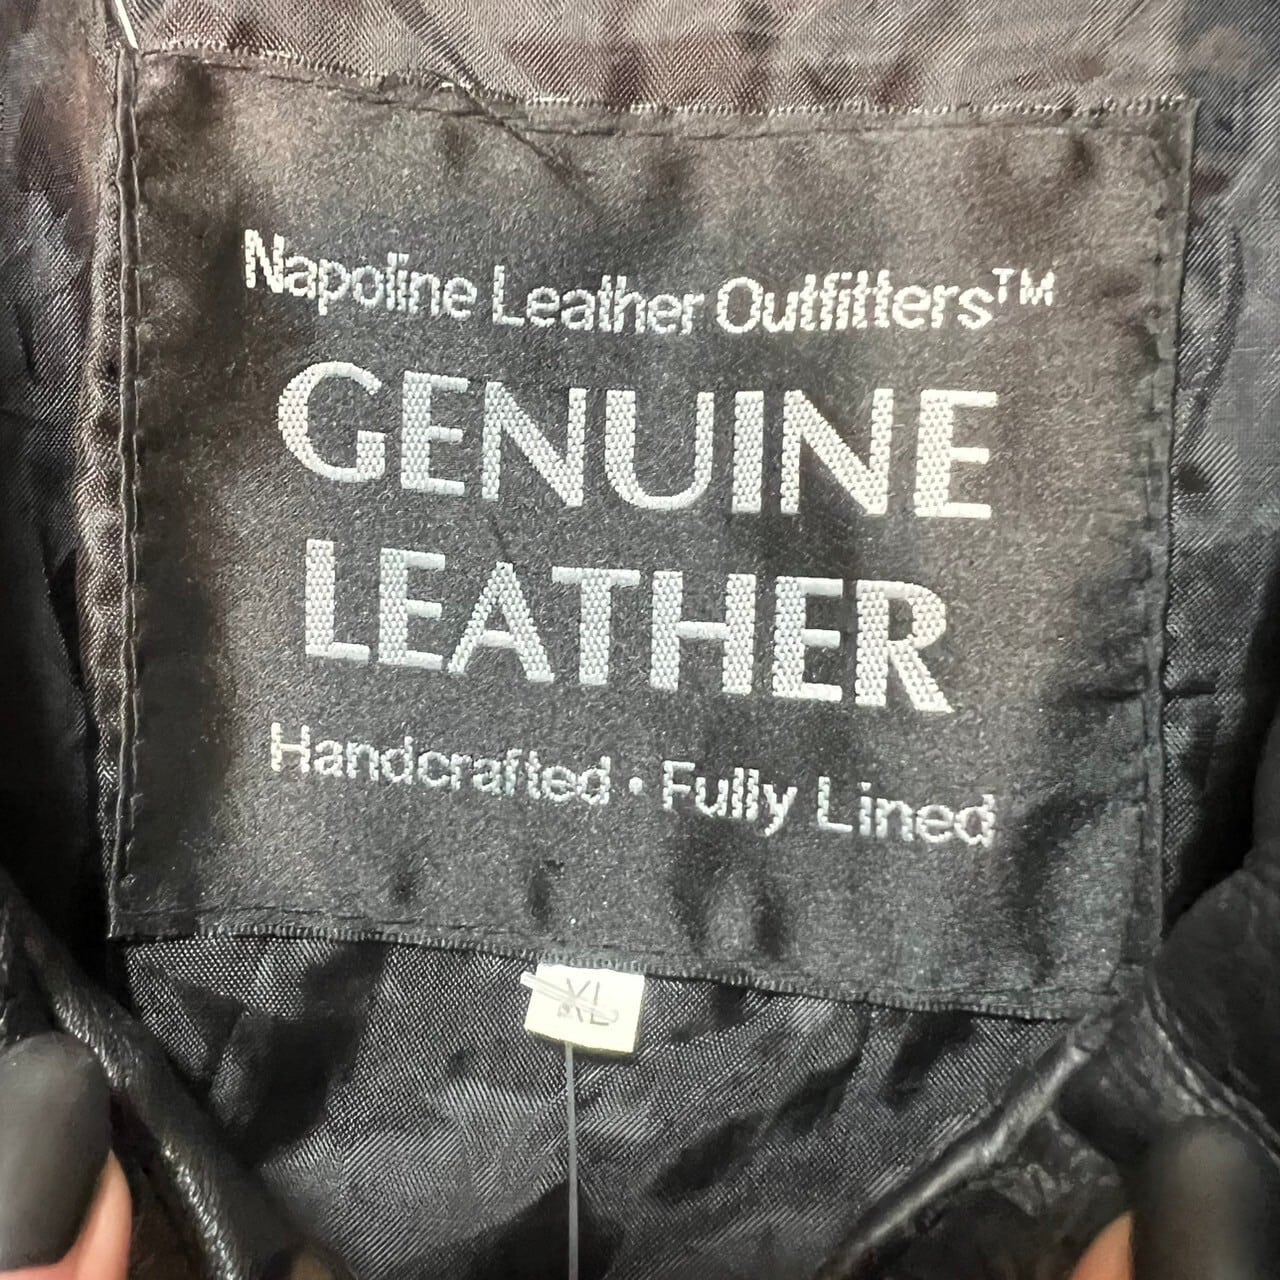 Napoline Leather Outfitters™
GENUINE
LEATHER
Handcrafted • Fully Lined
XL